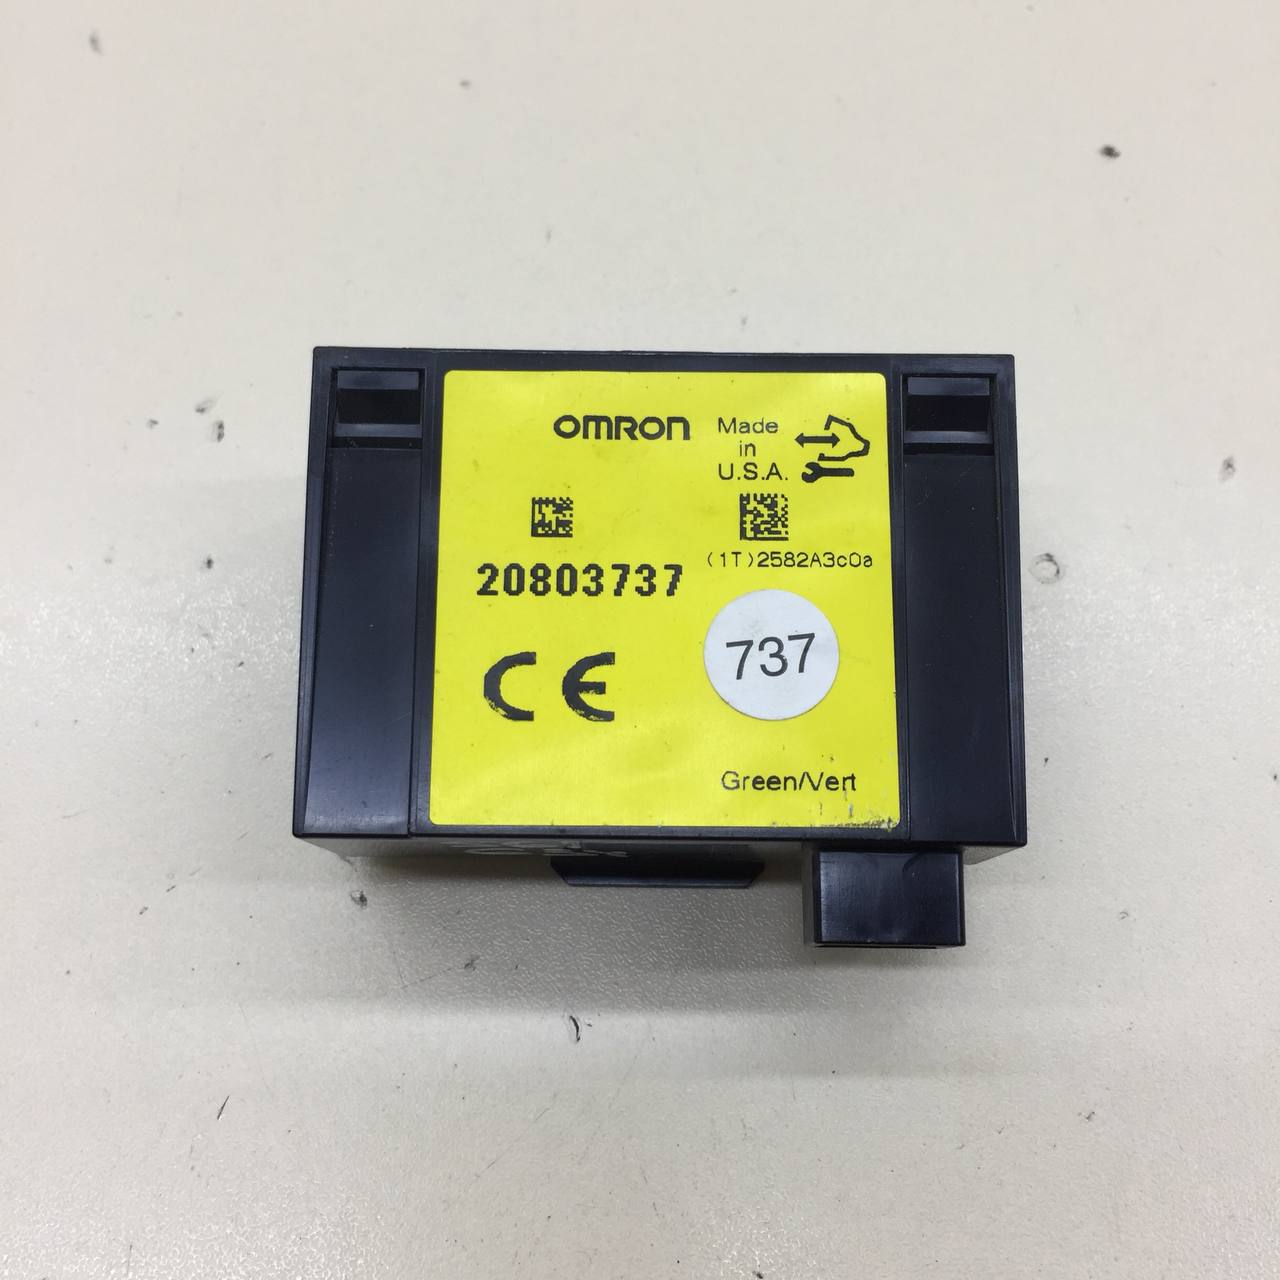 OMRON
Made
in
U.S.A.
20803737
(1T)2582A3c0a
CE
737
Green/Vert